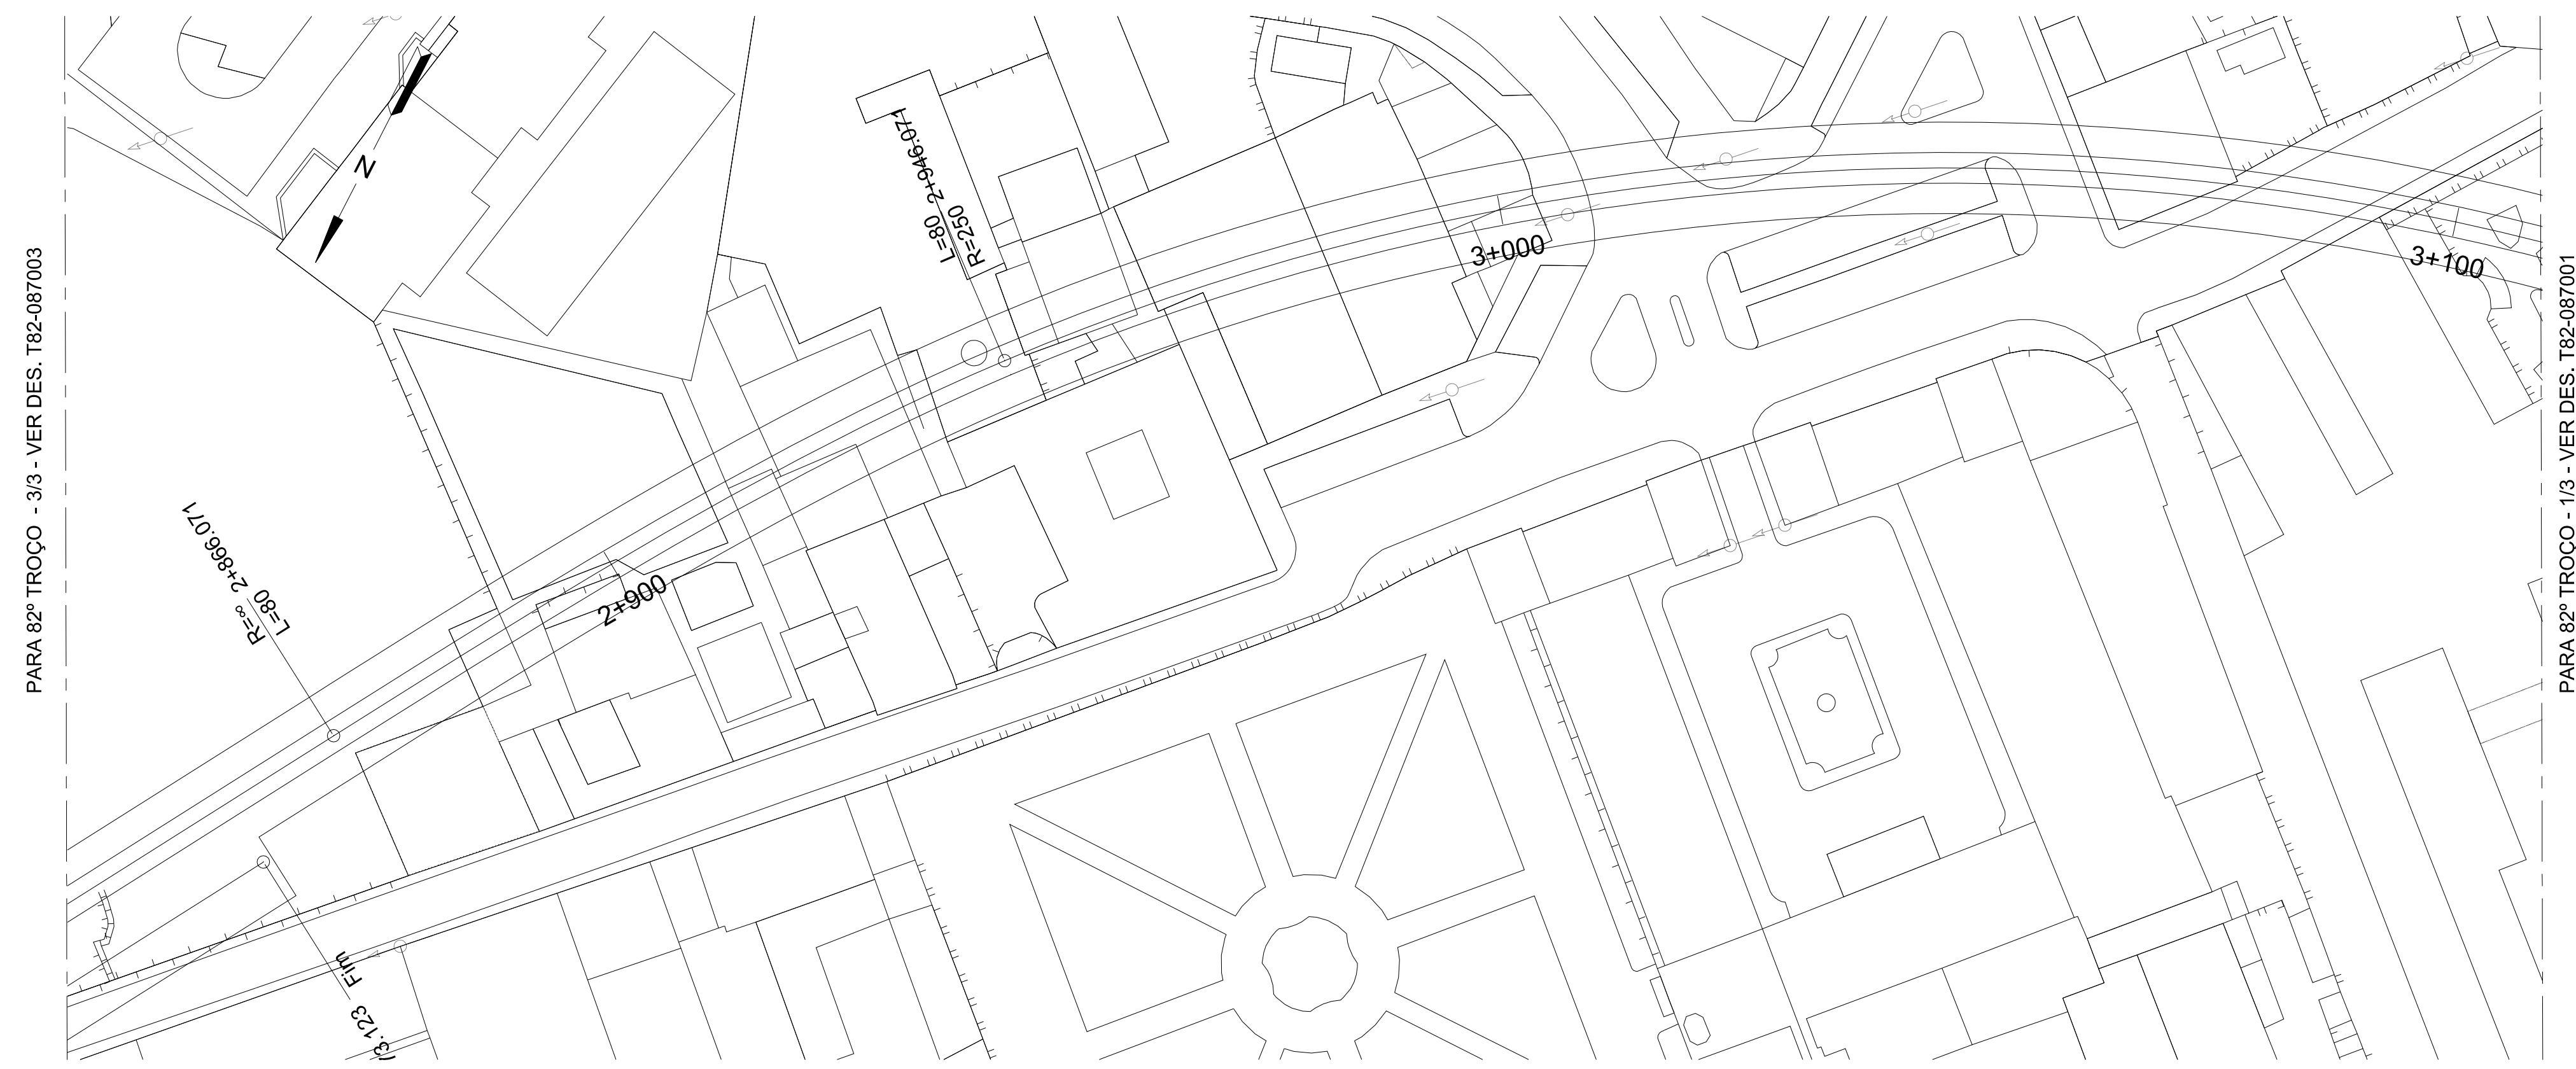 PARA 82º TROÇO - 3/3 - VER DES. T82-087003
N
L=80 2+946.071
R=250
3+000
3+100
R=∞ 2+866.071
L=80
2+900
Fim
PARA 82º TROÇO - 1/3 - VER DES. T82-087001